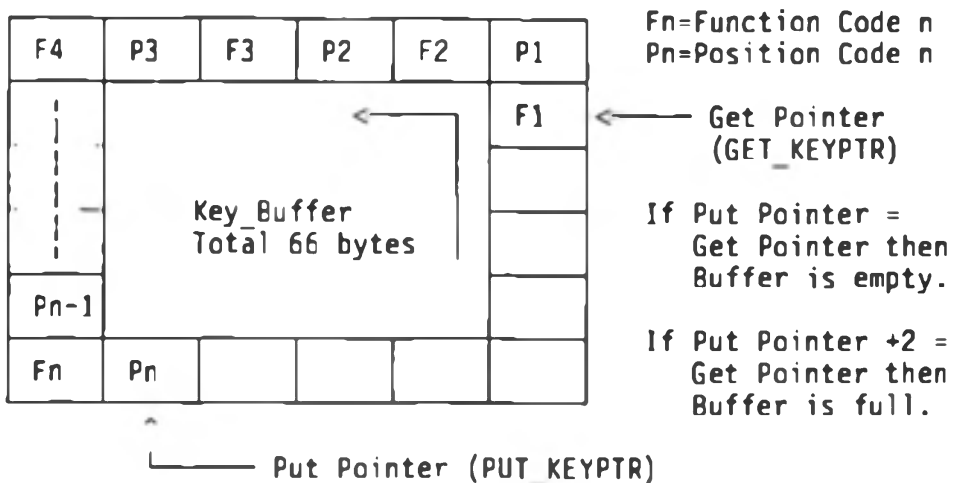 F4 P3 F3 P2 F2 P1
F1
Key_Buffer
Total 66 bytes
Pn-1
Fn Pn
Put Pointer (PUT_KEYPTR)
Fn=Function Code n
Pn=Position Code n
Get Pointer
(GET_KEYPTR)
If Put Pointer =
Get Pointer then
Buffer is empty.
If Put Pointer +2 =
Get Pointer then
Buffer is full.